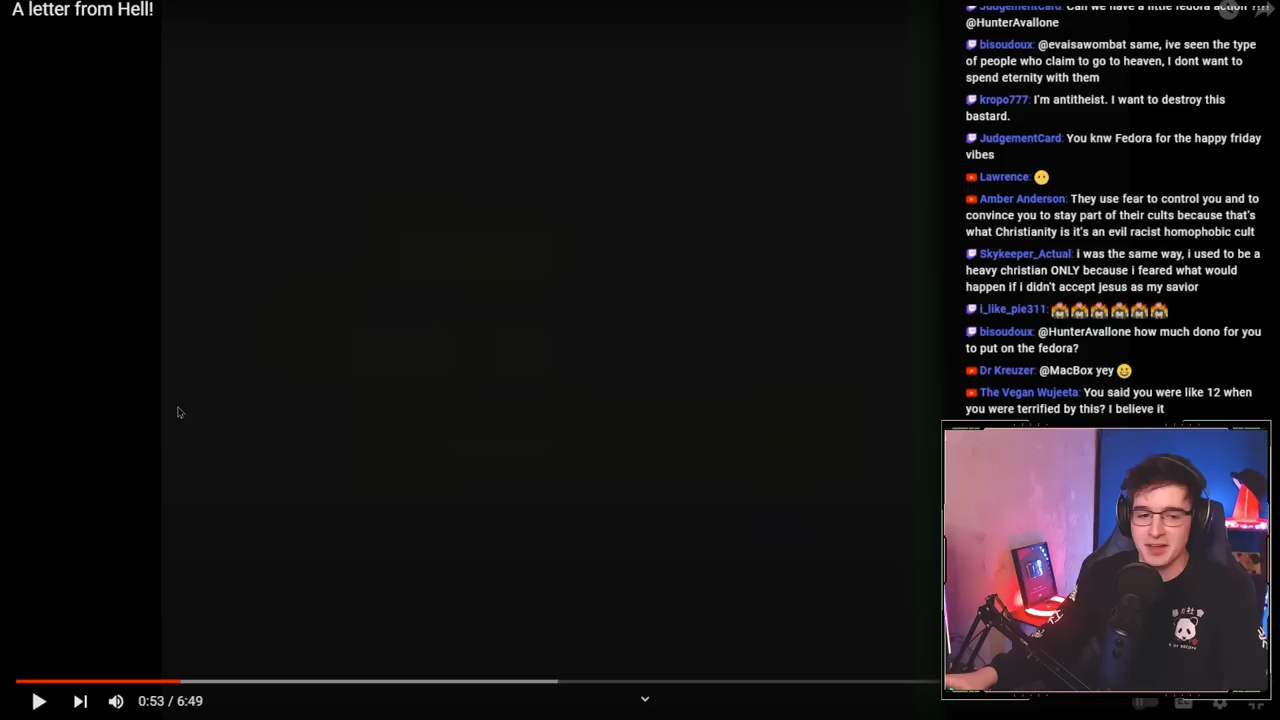 A letter from Hell!
JudgementCard: Can we have a little fedora action
@HunterAvallone
bisoudoux: @evaisawombat same, ive seen the type
of people who claim to go to heaven, I dont want to
spend eternity with them
kropo777: I'm antitheist. I want to destroy this
bastard.
JudgementCard: You knw Fedora for the happy friday
vibes
Lawrence: 😶
Amber Anderson: They use fear to control you and to
convince you to stay part of their cults because that's
what Christianity is it's an evil racist homophobic cult
Skykeeper_Actual: i was the same way, i used to be a
heavy christian ONLY because i feared what would
happen if i didn't accept jesus as my savior
i_like_pie311:
bisoudoux: @HunterAvallone how much dono for you
to put on the fedora?
Dr Kreuzer: @MacBox yey 😀
The Vegan Wujeeta: You said you were like 12 when
you were terrified by this? I believe it
0:53 / 6:49